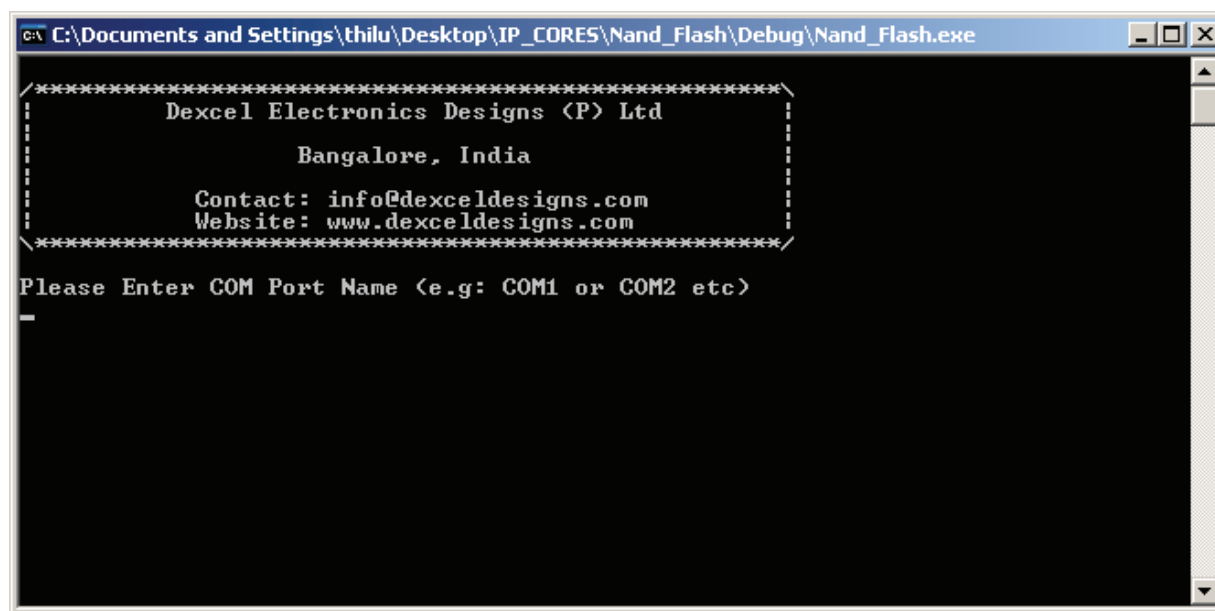 C:\Documents and Settings\thilu\Desktop\IP_CORES\Nand_Flash\Debug\Nand_Flash.exe
/***************************************************\
Dexcel Electronics Designs (P) Ltd
Bangalore, India
Contact: info@dexceldesigns.com
Website: www.dexceldesigns.com
\***************************************************/
Please Enter COM Port Name (e.g: COM1 or COM2 etc)